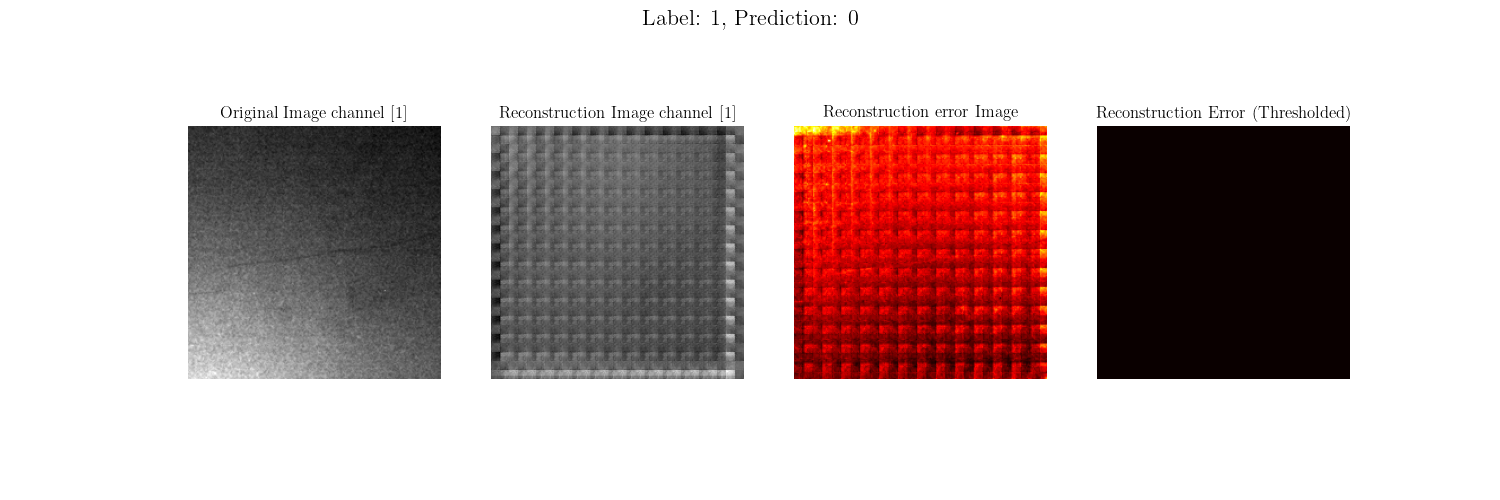 Label: 1, Prediction: 0
Original Image channel [1]
Reconstruction Image channel [1]
Reconstruction error Image
Reconstruction Error (Thresholded)